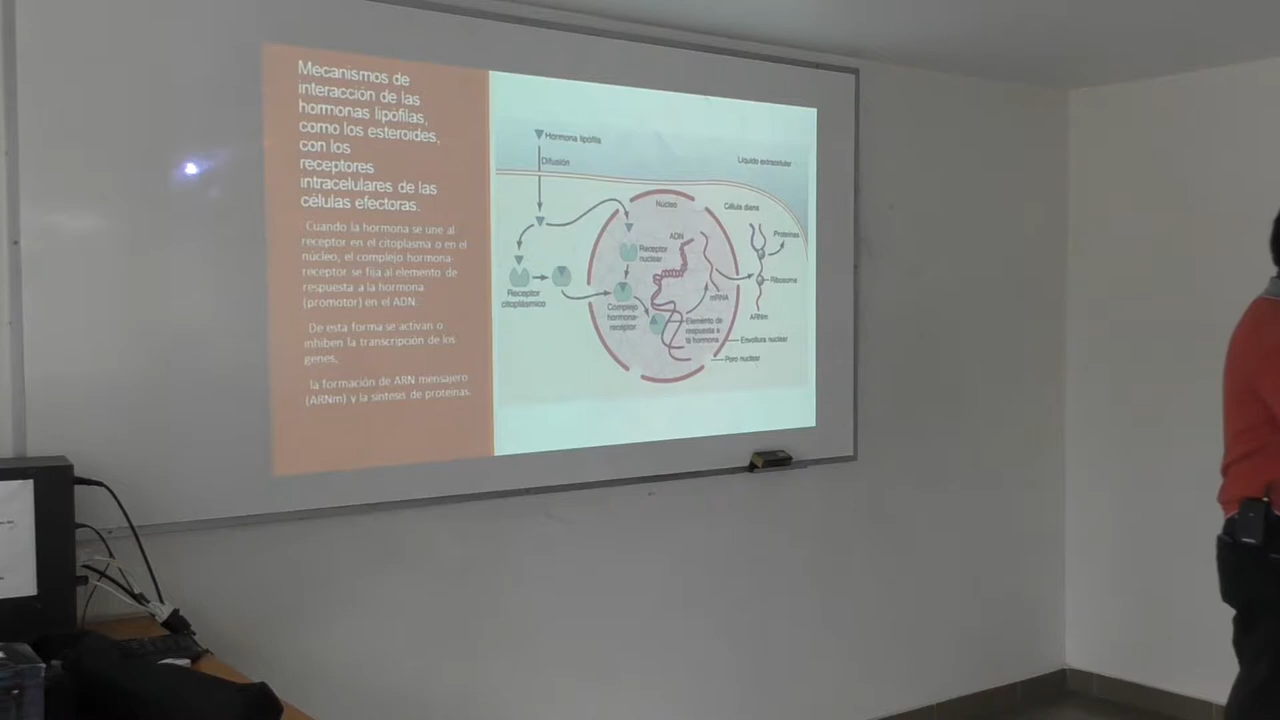 Mecanismos de
interacción de las
hormonas lipófilas,
como los esteroides,
con los
receptores
intracelulares de las
células efectoras.
Cuando la hormona se une al
receptor en el citoplasma o en el
núcleo, el complejo hormona-
receptor se fija al elemento de
respuesta a la hormona
(promotor) en el ADN.
De esta forma se activan o
inhiben la transcripción de los
genes,
la formación de ARN mensajero
(ARNm) y la síntesis de proteínas.
Hormona lipófila
Difusión
Líquido extracelular
Núcleo
Célula diana
ADN
Proteínas
Receptor
nuclear
Ribosoma
Receptor
citoplásmico
mRNA
Complejo
hormona-
receptor
ARNm
Elemento de
respuesta a
la hormona
Envoltura nuclear
Poro nuclear